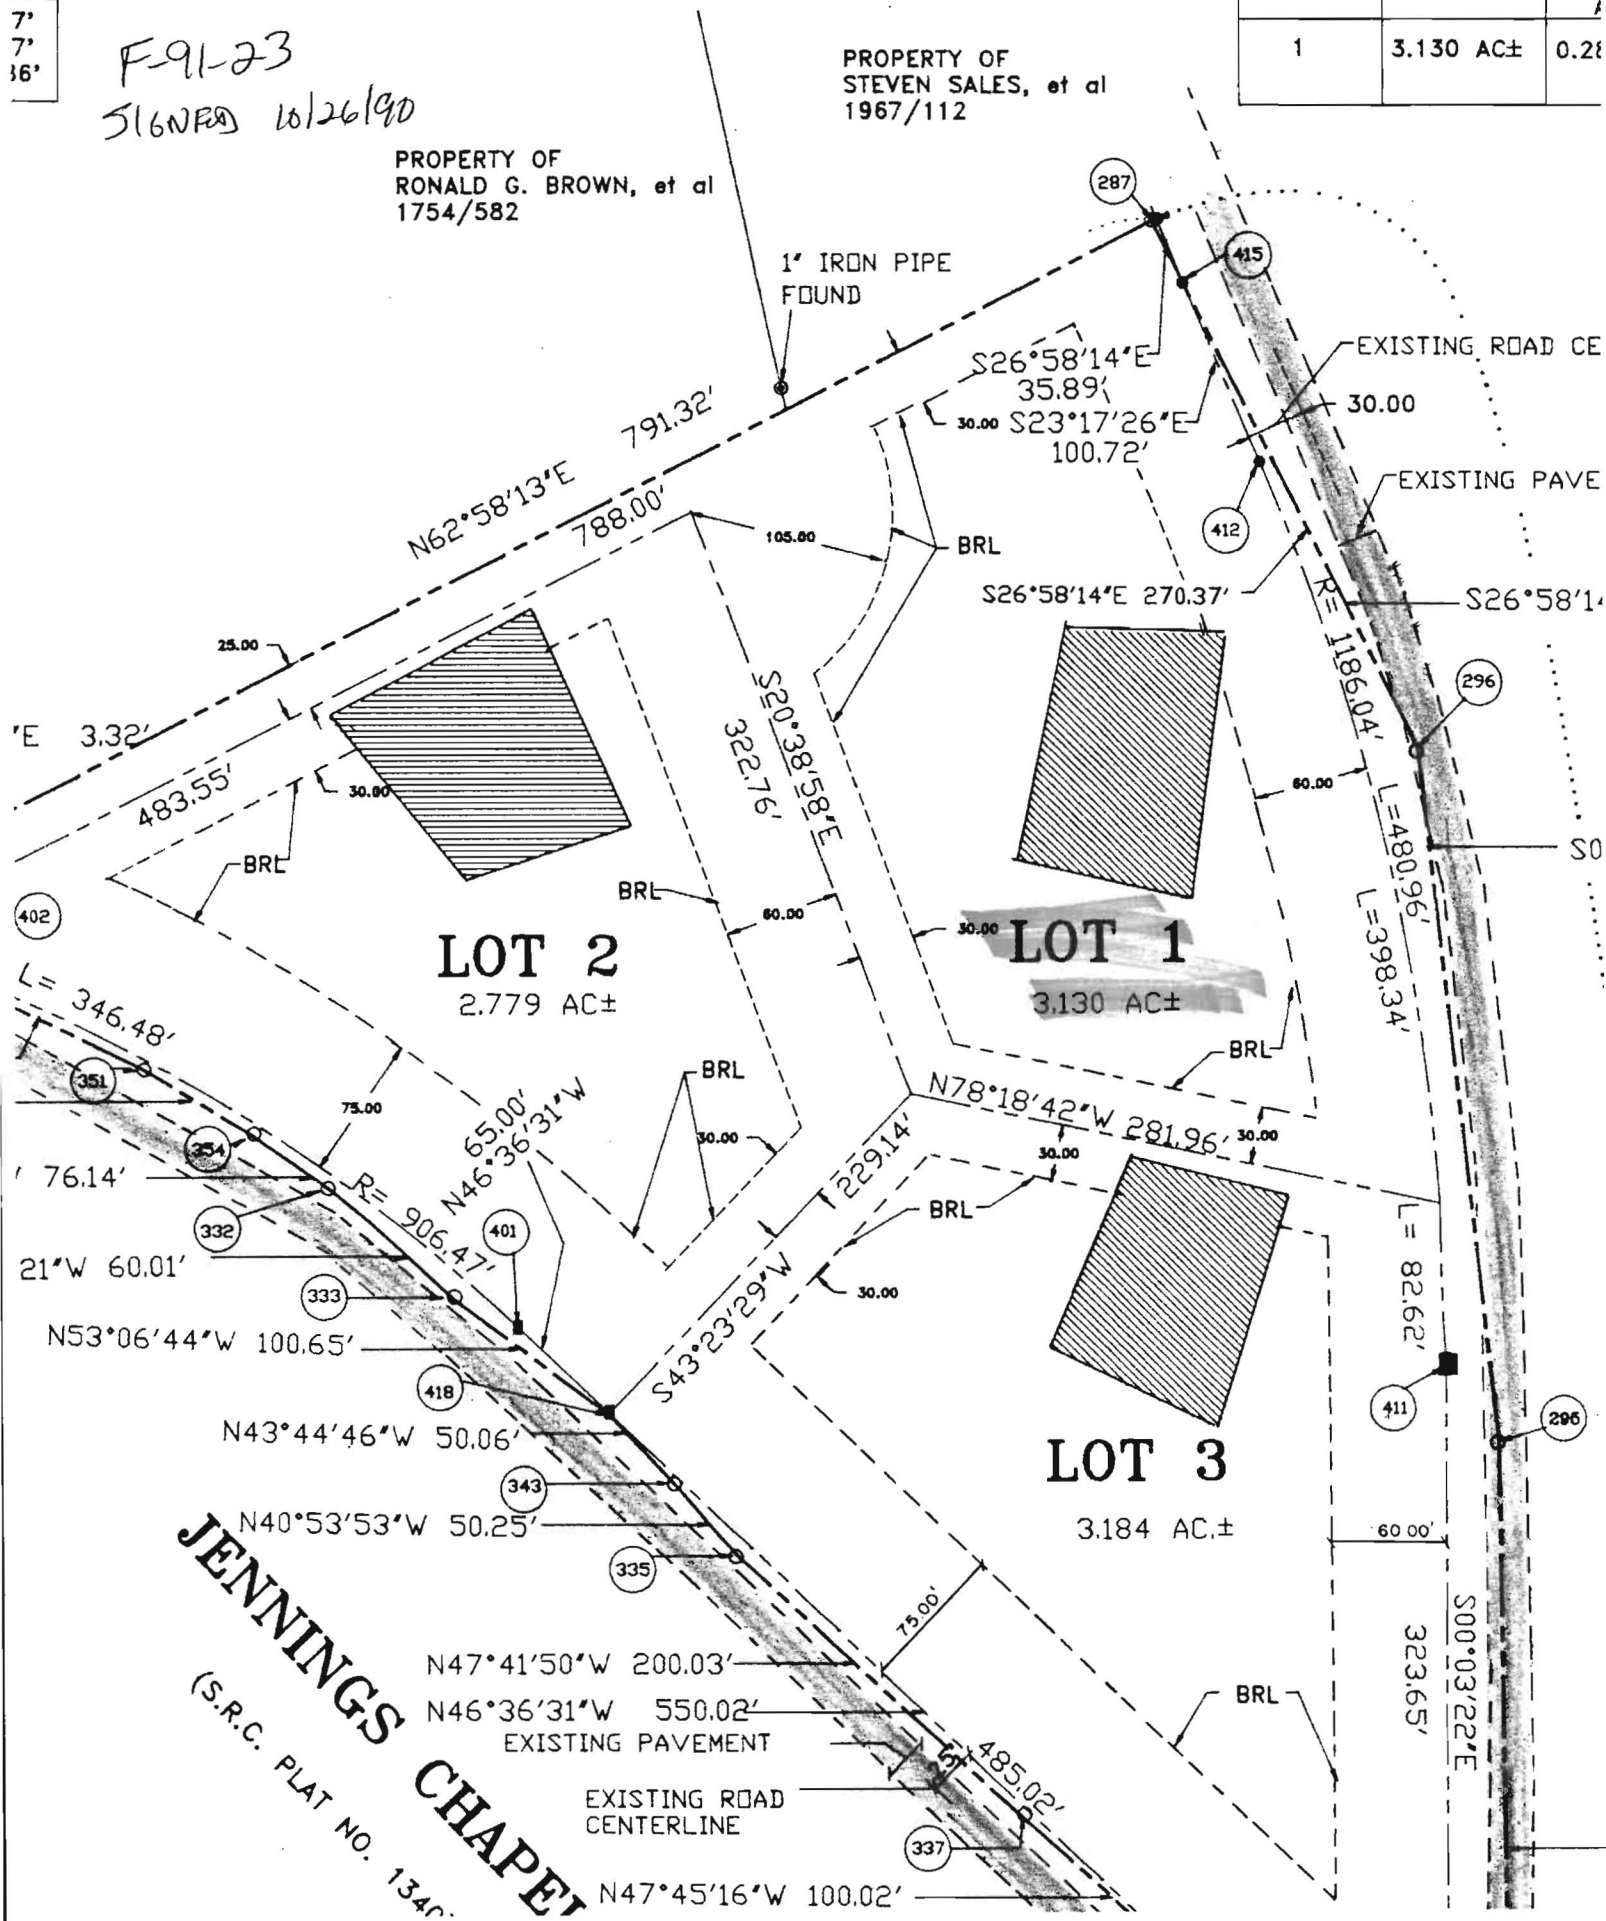 7'
7'
36'
F-91-23
SIGNED 10/26/90
PROPERTY OF
RONALD G. BROWN, et al
1754/582
PROPERTY OF
STEVEN SALES, et al
1967/112
1 3.130 AC± 0.28
287
415
1" IRON PIPE
FOUND
S26°58'14"E
35.89'
30.00
S23°17'26"E
100.72'
EXISTING ROAD CE
30.00
EXISTING PAVE
412
791.32'
N62°58'13"E
788.00'
105.00
BRL
S26°58'14"E 270.37'
S26°58'14
R= 1186.04'
296
25.00
'E 3.32'
483.55'
30.00
BRL
S20°38'58"E
322.76'
60.00
L=480.96'
S0
402
BRL
60.00
30.00
LOT 2
2.779 AC±
LOT 1
3.130 AC±
L=398.34'
L= 346.48'
351
75.00
354
65.00'
N46°36'31"W
BRL
30.00
BRL
N78°18'42"W 281.96'
30.00
30.00
229.14'
BRL
' 76.14'
332
R= 906.47'
401
21"W 60.01'
333
S43°23'29"W
30.00
L= 82.62'
N53°06'44"W 100.65'
418
411
296
N43°44'46"W 50.06'
LOT 3
3.184 AC.±
343
N40°53'53"W 50.25'
335
60 00'
75.00'
S00°03'22"E
323.65'
N47°41'50"W 200.03'
N46°36'31"W 550.02'
EXISTING PAVEMENT
BRL
25'
485.02'
EXISTING ROAD
CENTERLINE
337
N47°45'16"W 100.02'
JENNINGS CHAPEL
(S.R.C. PLAT NO. 1340